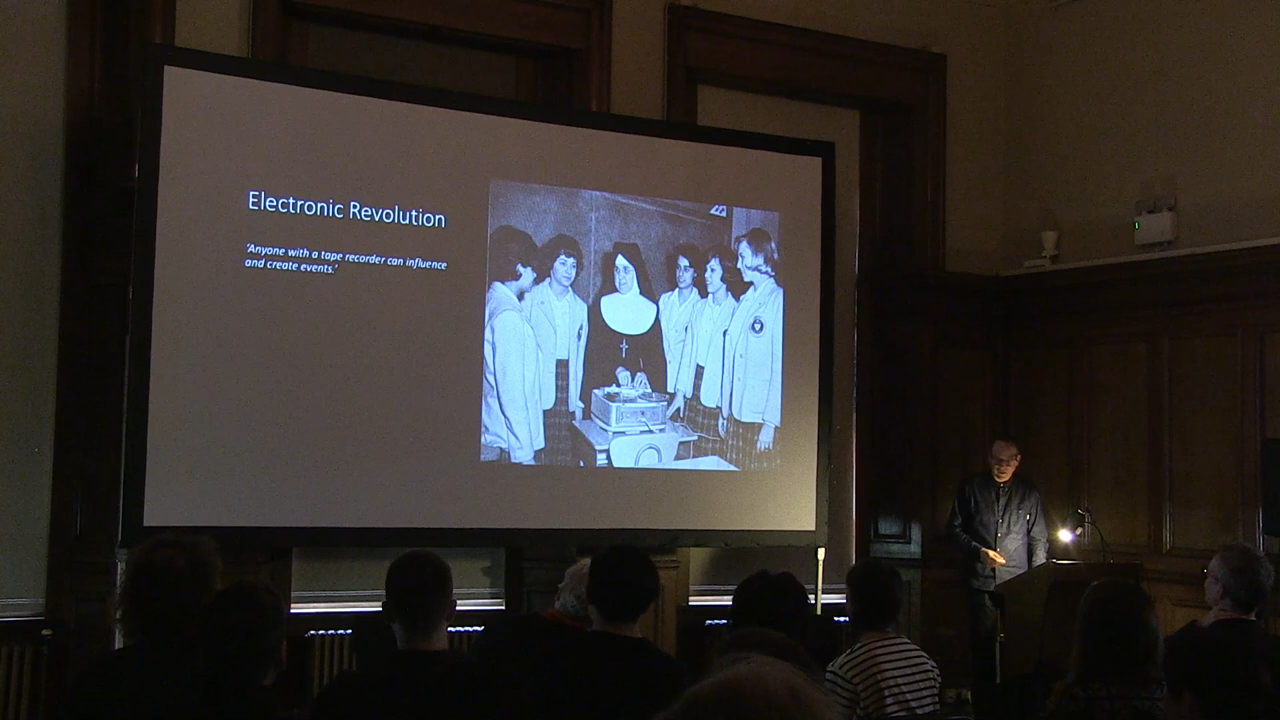 Electronic Revolution
‘Anyone with a tape recorder can influence
and create events.’